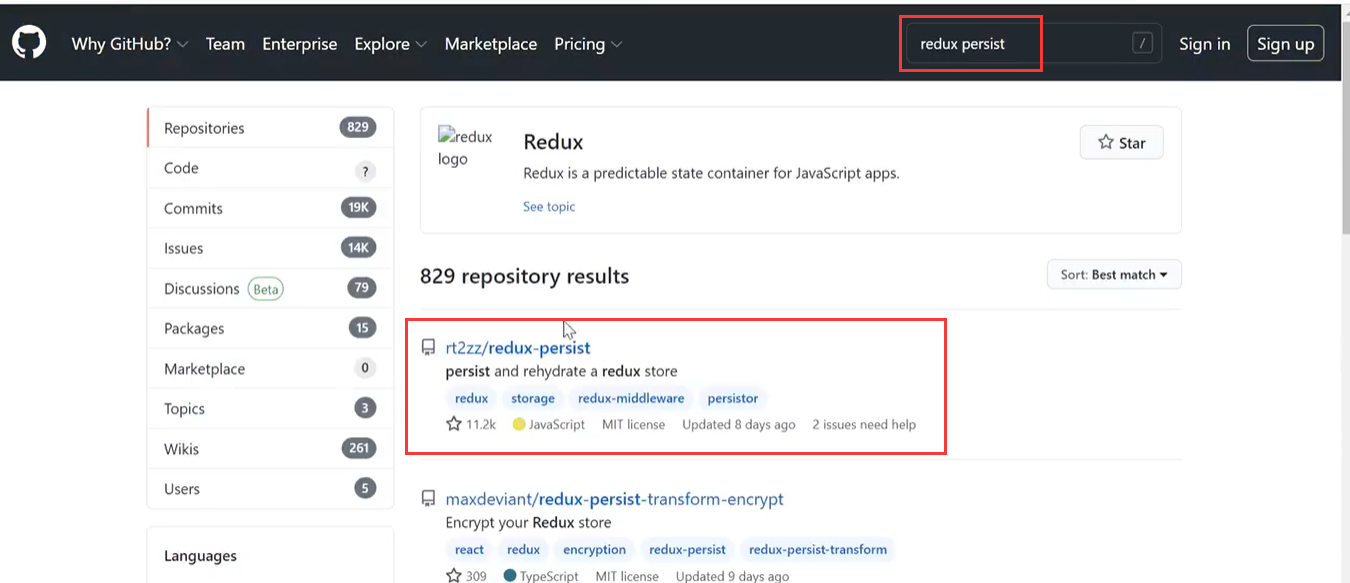 Why GitHub? Team Enterprise Explore Marketplace Pricing redux persist / Sign in Sign up
Repositories 829
Code ?
Commits 19K
Issues 14K
Discussions Beta 79
Packages 15
Marketplace 0
Topics 3
Wikis 261
Users 5
Languages
redux logo
Redux
Star
Redux is a predictable state container for JavaScript apps.
See topic
829 repository results
Sort: Best match
rt2zz/redux-persist
persist and rehydrate a redux store
redux storage redux-middleware persistor
11.2k JavaScript MIT license Updated 8 days ago 2 issues need help
maxdeviant/redux-persist-transform-encrypt
Encrypt your Redux store
react redux encryption redux-persist redux-persist-transform
309 TypeScript MIT license Updated 9 days ago